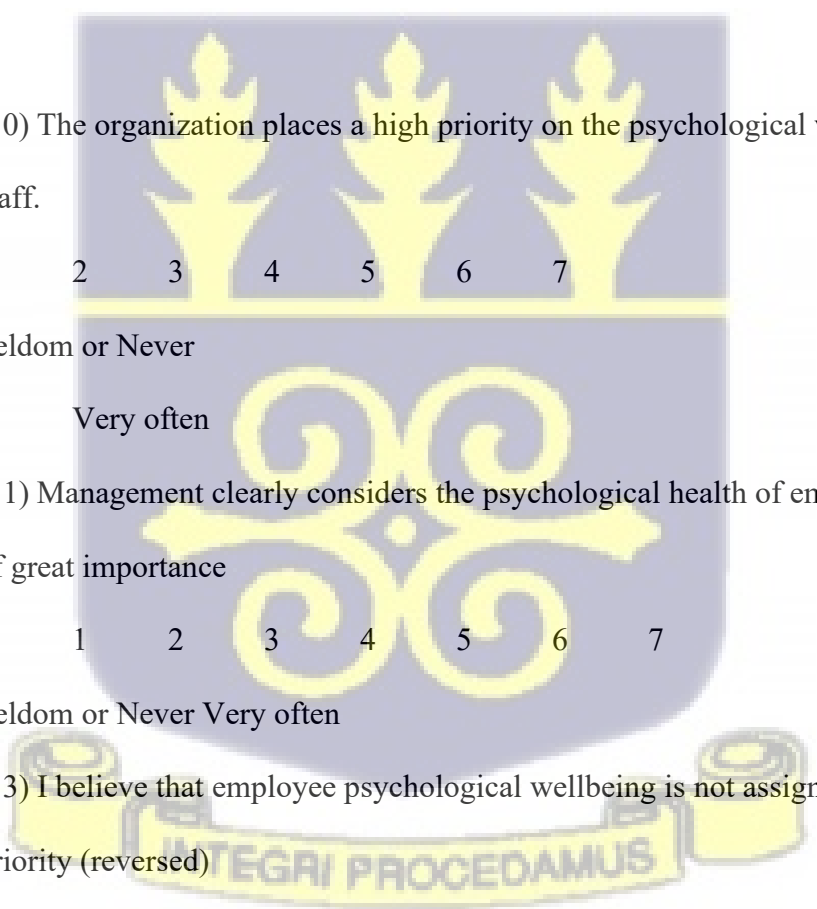 0) The organization places a high priority on the psychological
aff.
2 3 4 5 6 7
eldom or Never
Very often
1) Management clearly considers the psychological health of
f great importance
1 2 3 4 5 6 7
eldom or Never Very often
3) I believe that employee psychological wellbeing is not
riority (reversed)
INTEGRI PROCEDAMUS